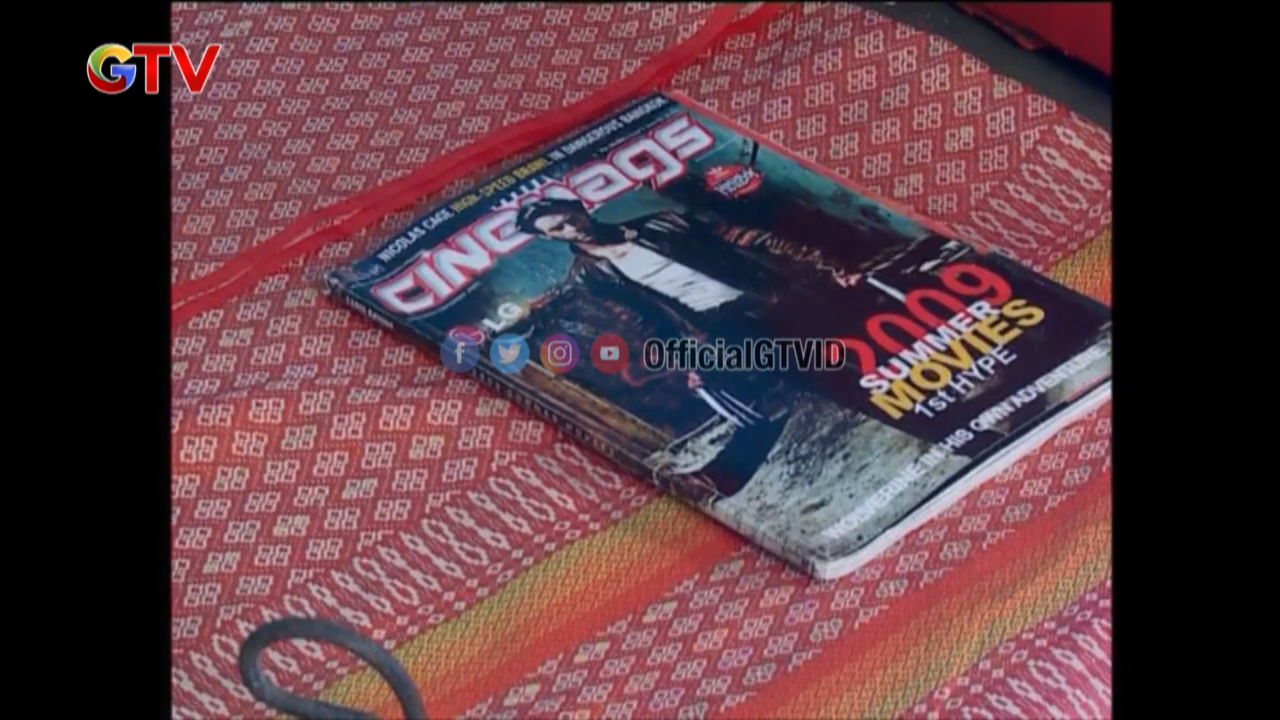 GTV
NICOLAS CAGE HIGH-SPEED BRAWL IN DANGEROUS BANGKOK
CINEMAGS
LG
OfficialGTVID
2009
SUMMER
MOVIES
1st HYPE
WOLVERINE IN HIS OWN ADVENTURE